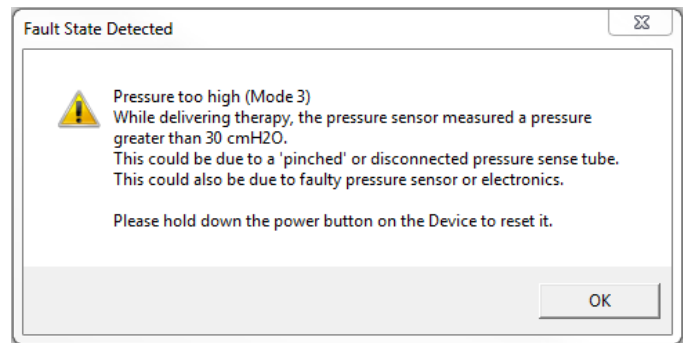 Fault State Detected
Pressure too high (Mode 3)
While delivering therapy, the pressure sensor measured a pressure
greater than 30 cmH2O.
This could be due to a 'pinched' or disconnected pressure sense tube.
This could also be due to faulty pressure sensor or electronics.
Please hold down the power button on the Device to reset it.
OK